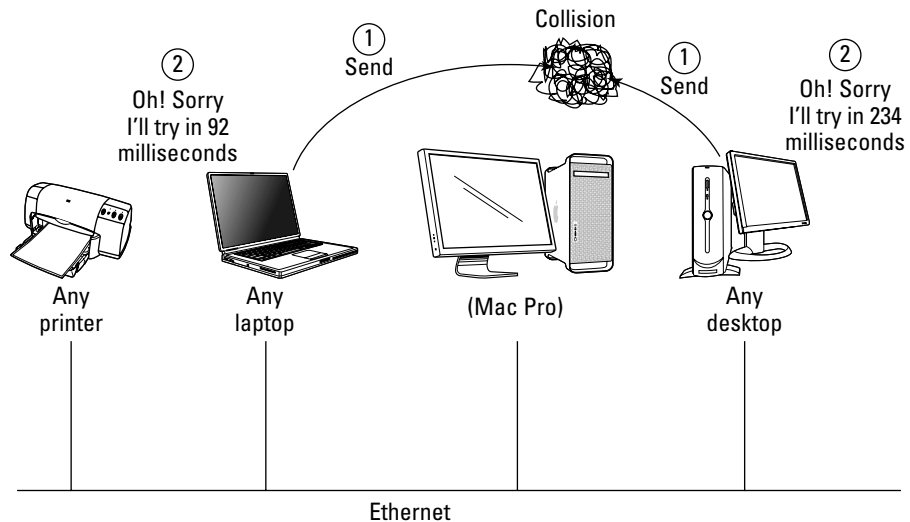 Collision
1
Send
1
Send
2
Oh! Sorry
I'll try in 92
milliseconds
2
Oh! Sorry
I'll try in 234
milliseconds
Any
printer
Any
laptop
(Mac Pro)
Any
desktop
Ethernet